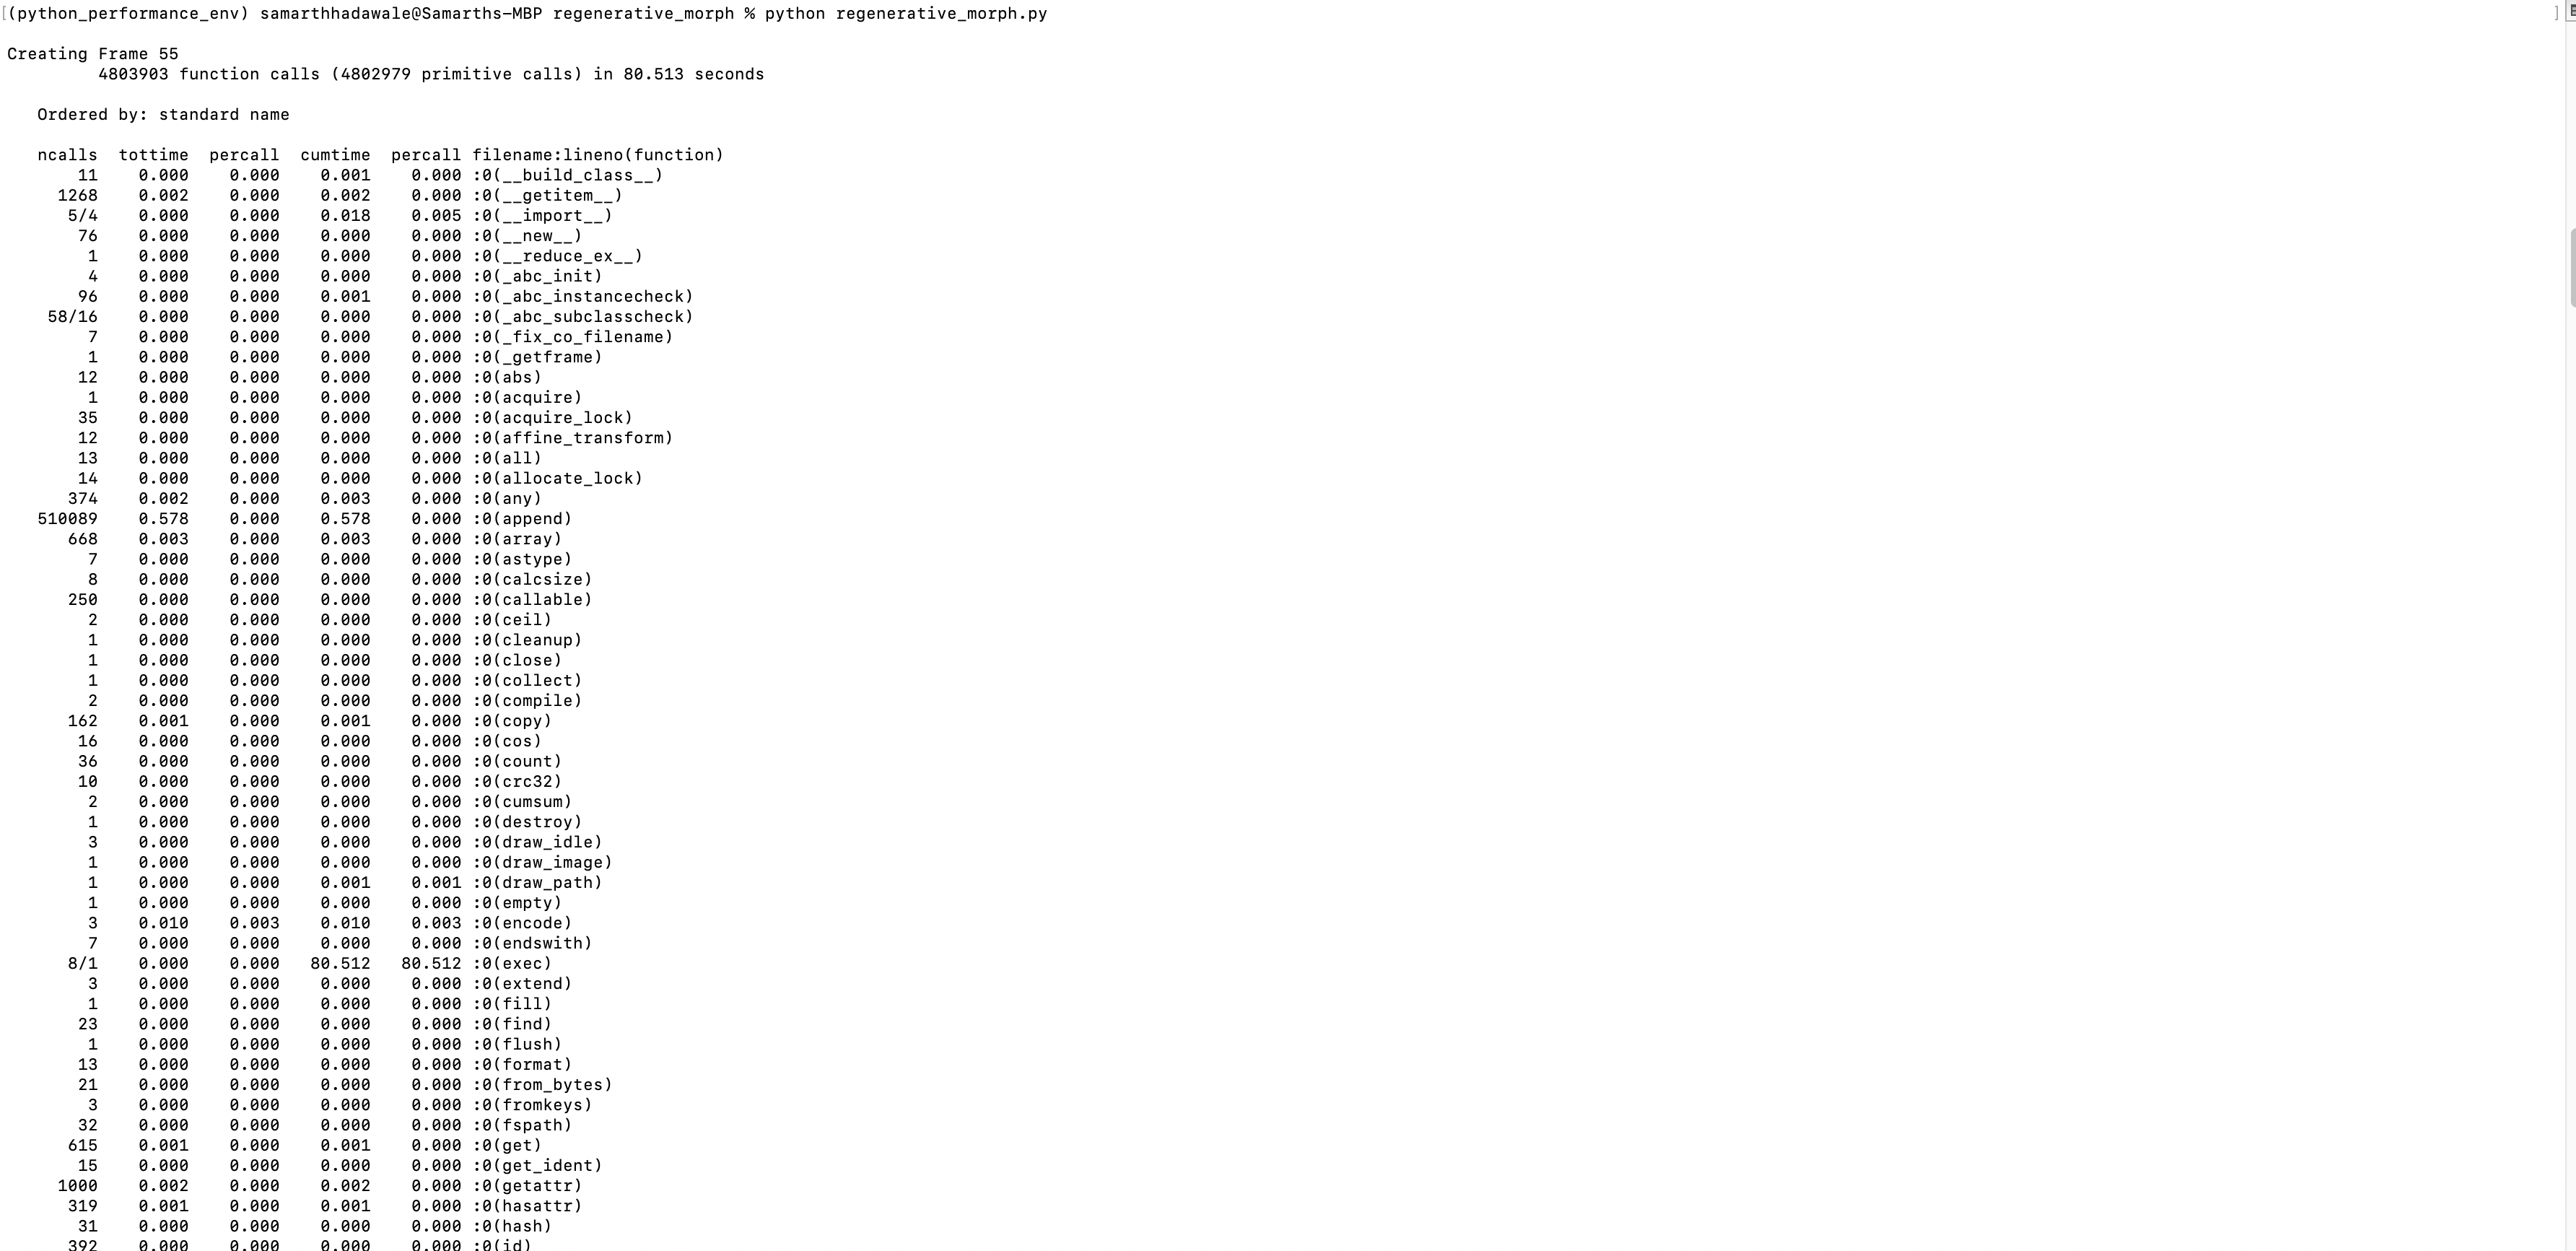 [(python_performance_env) samarthhadawale@Samarths-MBP regenerative_morph % python regenerative_morph.py ]
Creating Frame 55
4803903 function calls (4802979 primitive calls) in 80.513 seconds
Ordered by: standard name
ncalls tottime percall cumtime percall filename:lineno(function)
11 0.000 0.000 0.001 0.000 :0(__build_class__)
1268 0.002 0.000 0.002 0.000 :0(__getitem__)
5/4 0.000 0.000 0.018 0.005 :0(__import__)
76 0.000 0.000 0.000 0.000 :0(__new__)
1 0.000 0.000 0.000 0.000 :0(__reduce_ex__)
4 0.000 0.000 0.000 0.000 :0(_abc_init)
96 0.000 0.000 0.001 0.000 :0(_abc_instancecheck)
58/16 0.000 0.000 0.000 0.000 :0(_abc_subclasscheck)
7 0.000 0.000 0.000 0.000 :0(_fix_co_filename)
1 0.000 0.000 0.000 0.000 :0(_getframe)
12 0.000 0.000 0.000 0.000 :0(abs)
1 0.000 0.000 0.000 0.000 :0(acquire)
35 0.000 0.000 0.000 0.000 :0(acquire_lock)
12 0.000 0.000 0.000 0.000 :0(affine_transform)
13 0.000 0.000 0.000 0.000 :0(all)
14 0.000 0.000 0.000 0.000 :0(allocate_lock)
374 0.002 0.000 0.003 0.000 :0(any)
510089 0.578 0.000 0.578 0.000 :0(append)
668 0.003 0.000 0.003 0.000 :0(array)
7 0.000 0.000 0.000 0.000 :0(astype)
8 0.000 0.000 0.000 0.000 :0(calcsize)
250 0.000 0.000 0.000 0.000 :0(callable)
2 0.000 0.000 0.000 0.000 :0(ceil)
1 0.000 0.000 0.000 0.000 :0(cleanup)
1 0.000 0.000 0.000 0.000 :0(close)
1 0.000 0.000 0.000 0.000 :0(collect)
2 0.000 0.000 0.000 0.000 :0(compile)
162 0.001 0.000 0.001 0.000 :0(copy)
16 0.000 0.000 0.000 0.000 :0(cos)
36 0.000 0.000 0.000 0.000 :0(count)
10 0.000 0.000 0.000 0.000 :0(crc32)
2 0.000 0.000 0.000 0.000 :0(cumsum)
1 0.000 0.000 0.000 0.000 :0(destroy)
3 0.000 0.000 0.000 0.000 :0(draw_idle)
1 0.000 0.000 0.000 0.000 :0(draw_image)
1 0.000 0.000 0.001 0.001 :0(draw_path)
1 0.000 0.000 0.000 0.000 :0(empty)
3 0.010 0.003 0.010 0.003 :0(encode)
7 0.000 0.000 0.000 0.000 :0(endswith)
8/1 0.000 0.000 80.512 80.512 :0(exec)
3 0.000 0.000 0.000 0.000 :0(extend)
1 0.000 0.000 0.000 0.000 :0(fill)
23 0.000 0.000 0.000 0.000 :0(find)
1 0.000 0.000 0.000 0.000 :0(flush)
13 0.000 0.000 0.000 0.000 :0(format)
21 0.000 0.000 0.000 0.000 :0(from_bytes)
3 0.000 0.000 0.000 0.000 :0(fromkeys)
32 0.000 0.000 0.000 0.000 :0(fspath)
615 0.001 0.000 0.001 0.000 :0(get)
15 0.000 0.000 0.000 0.000 :0(get_ident)
1000 0.002 0.000 0.002 0.000 :0(getattr)
319 0.001 0.000 0.001 0.000 :0(hasattr)
31 0.000 0.000 0.000 0.000 :0(hash)
392 0.000 0.000 0.000 0.000 :0(id)